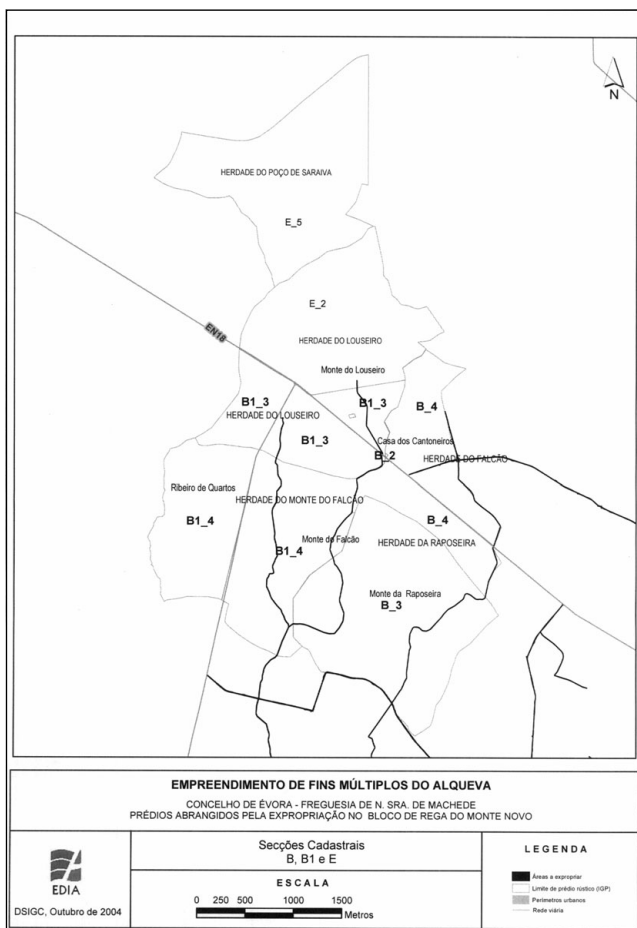 N
HERDADE DO POÇO DE SARAIVA
E_5
E_2
HERDADE DO LOUSEIRO
EN18
Monte do Louseiro
B1_3
HERDADE DO LOUSEIRO
B1_3
B_4
B1_3
Casa dos Cantoneiros
B_2
HERDADE DO FALCÃO
Ribeiro de Quartos
HERDADE DO MONTE DO FALCÃO
B1_4
B_4
Monte do Falcão
HERDADE DA RAPOSEIRA
B1_4
Monte da Raposeira
B_3
EMPREENDIMENTO DE FINS MÚLTIPLOS DO ALQUEVA
CONCELHO DE ÉVORA - FREGUESIA DE N. SRA. DE MACHEDE
PRÉDIOS ABRANGIDOS PELA EXPROPRIAÇÃO NO BLOCO DE REGA DO MONTE NOVO
EDIA
DSIGC, Outubro de 2004
Secções Cadastrais
B, B1 e E
ESCALA
0 250 500 1000 1500
Metros
LEGENDA
Áreas a expropriar
Limite de prédio rústico (IGP)
Perímetros urbanos
Rede viária